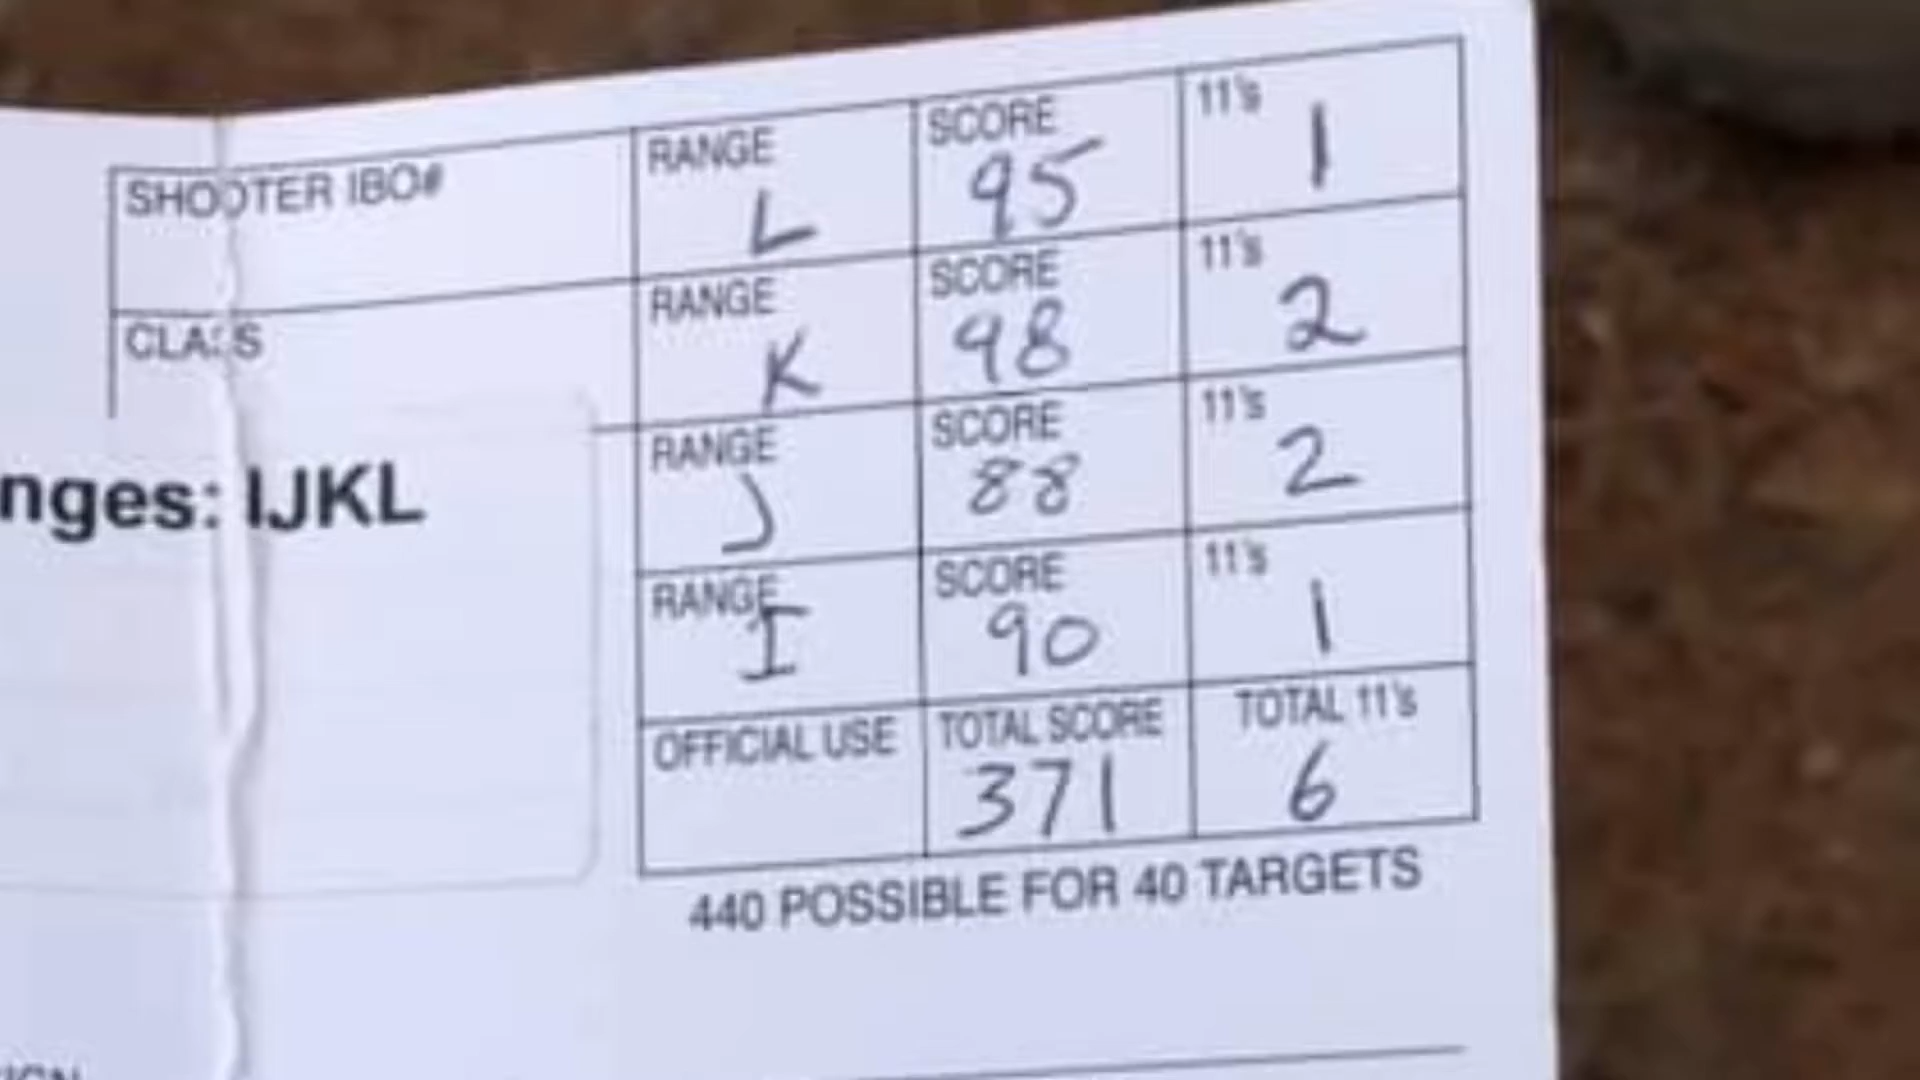 SHOOTER IBO# RANGE L SCORE 95 11's 1
CLASS RANGE K SCORE 98 11's 2
RANGE J SCORE 88 11's 2
nges: IJKL
RANGE I SCORE 90 11's 1
OFFICIAL USE TOTAL SCORE 371 TOTAL 11's 6
440 POSSIBLE FOR 40 TARGETS